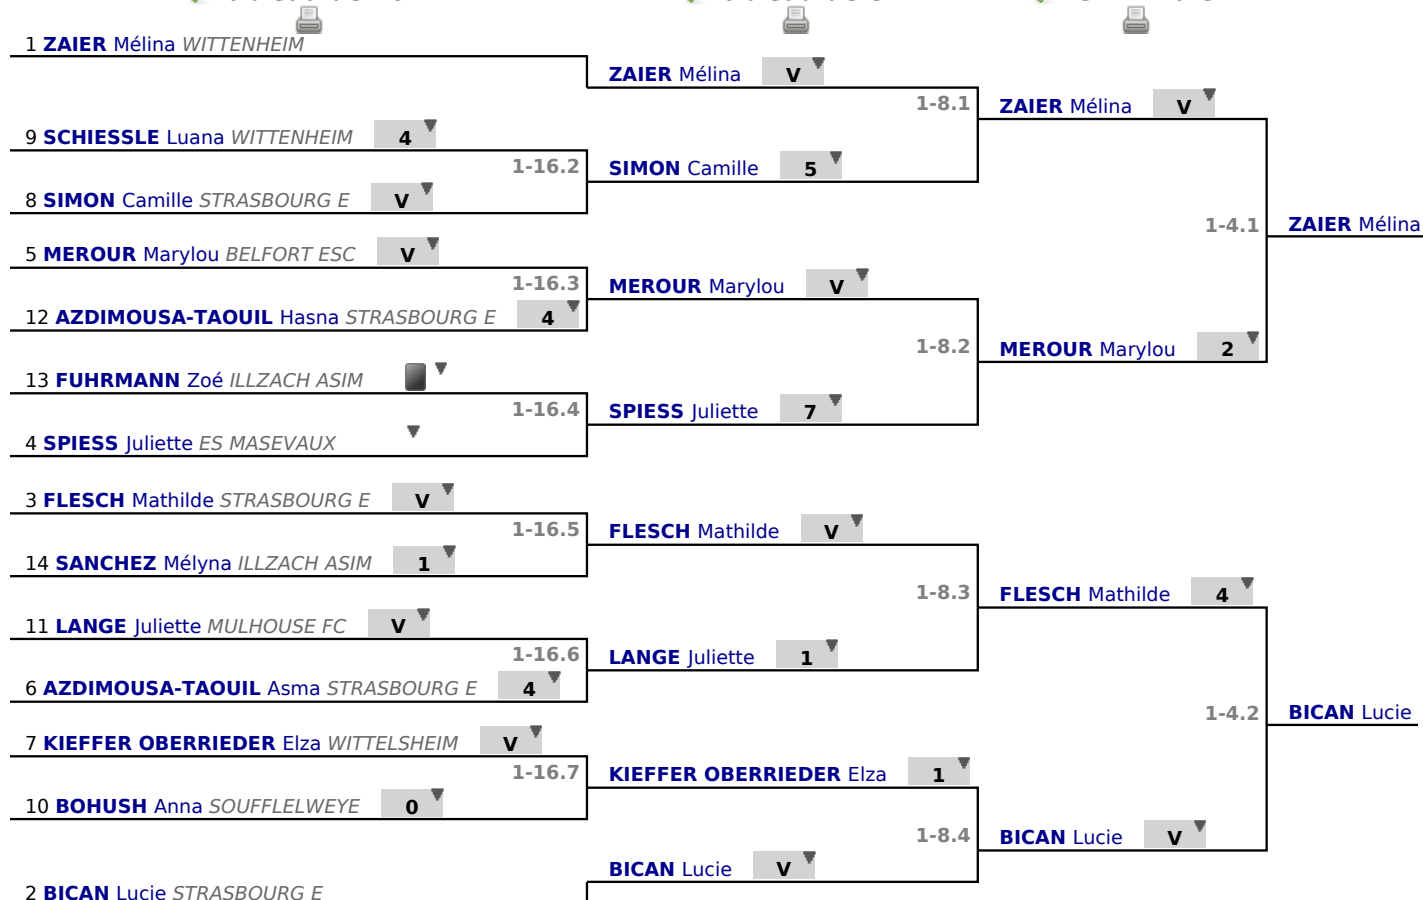 1 ZAIER Mélina WITTENHEIM
9 SCHIESSLE Luana WITTENHEIM 4
1-16.2
8 SIMON Camille STRASBOURG E V
5 MEROUR Marylou BELFORT ESC V
1-16.3
12 AZDIMOUSA-TAOUIL Hasna STRASBOURG E 4
13 FUHRMANN Zoé ILLZACH ASIM
1-16.4
4 SPIESS Juliette ES MASEVAUX
3 FLESCH Mathilde STRASBOURG E V
1-16.5
14 SANCHEZ Mélyna ILLZACH ASIM 1
11 LANGE Juliette MULHOUSE FC V
1-16.6
6 AZDIMOUSA-TAOUIL Asma STRASBOURG E 4
7 KIEFFER OBERRIEDER Elza WITTELSHEIM V
1-16.7
10 BOHUSH Anna SOUFFLELWEYE 0
2 BICAN Lucie STRASBOURG E
ZAIER Mélina V
1-8.1
SIMON Camille 5
MEROUR Marylou V
1-8.2
SPIESS Juliette 7
FLESCH Mathilde V
1-8.3
LANGE Juliette 1
KIEFFER OBERRIEDER Elza 1
1-8.4
BICAN Lucie V
ZAIER Mélina V
1-4.1
MEROUR Marylou 2
FLESCH Mathilde 4
1-4.2
BICAN Lucie V
ZAIER Mélina
BICAN Lucie